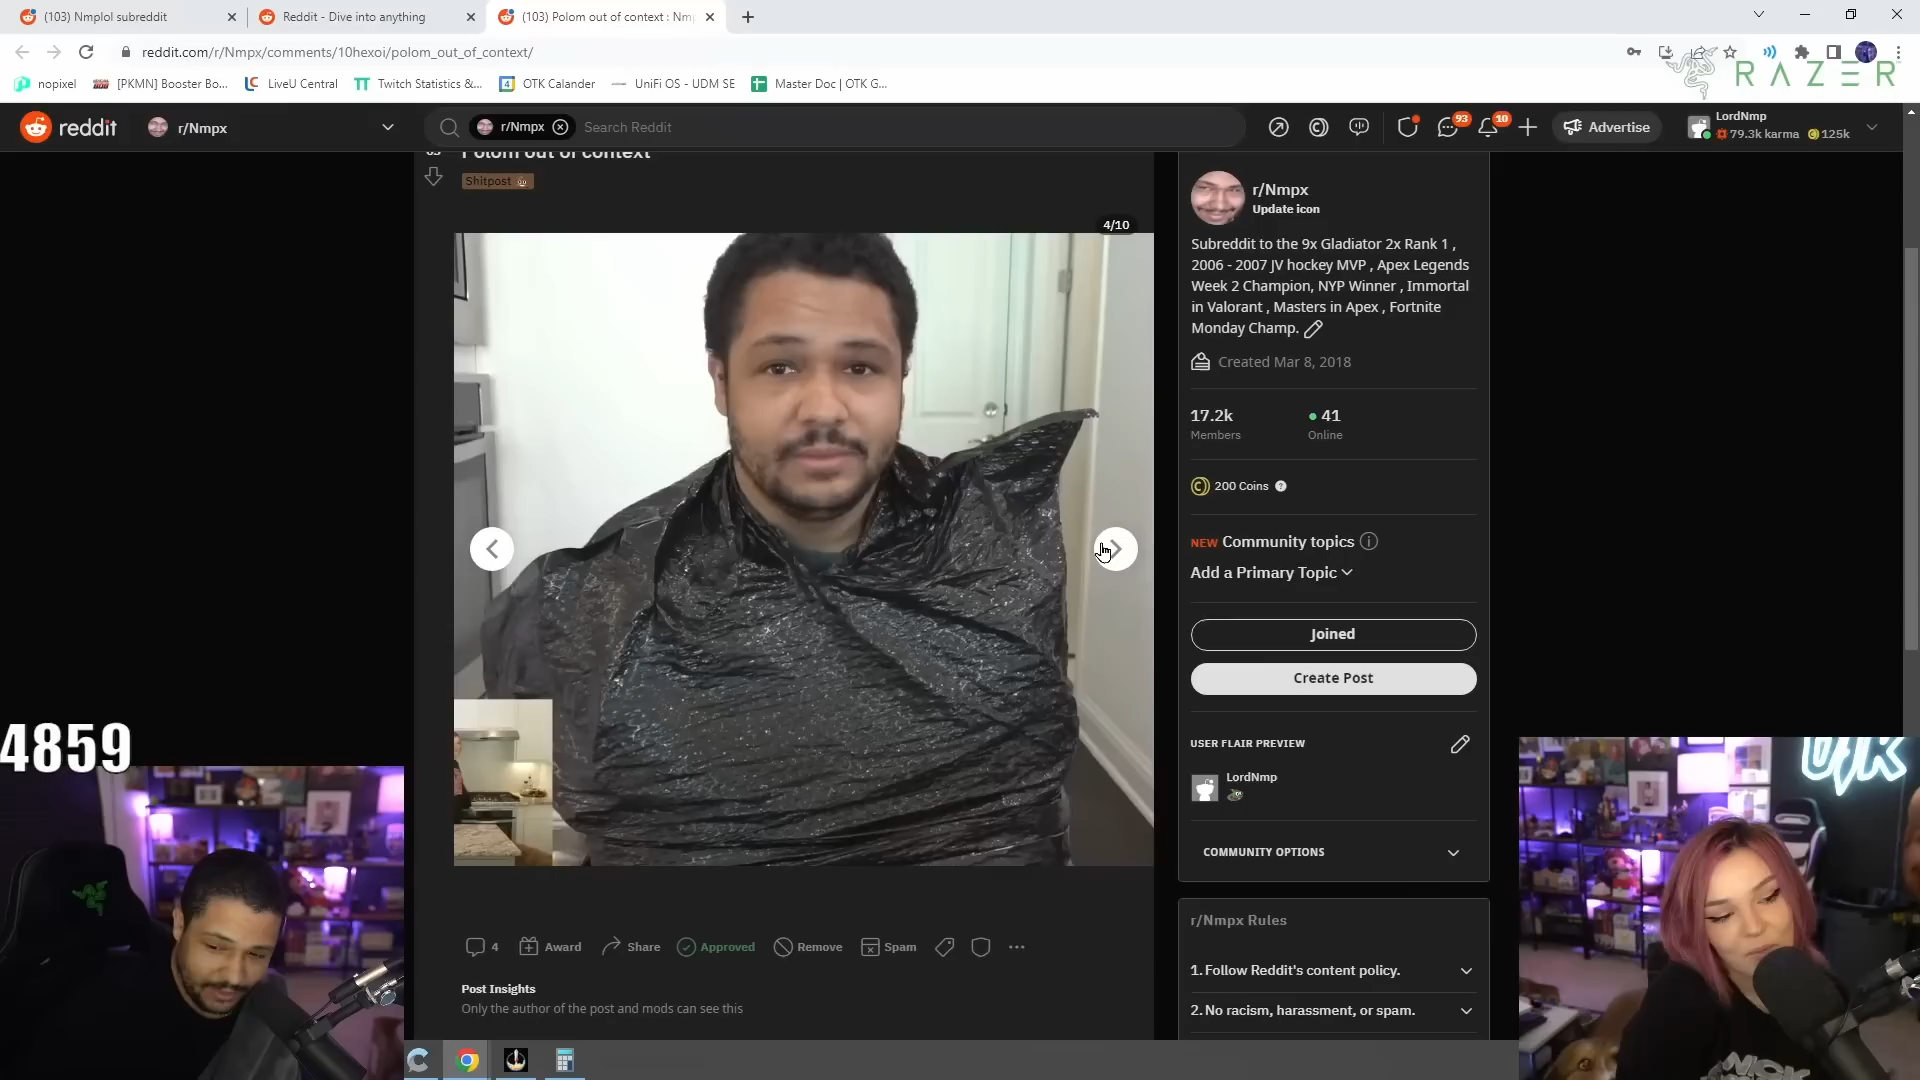 (103) Nmplol subreddit
Reddit - Dive into anything
(103) Polom out of context : Nm
reddit.com/r/Nmpx/comments/10hexoi/polom_out_of_context/
nopixel
[PKMN] Booster Bo...
LiveU Central
Twitch Statistics &...
OTK Calander
UniFi OS - UDM SE
Master Doc | OTK G...
RAZER
reddit
r/Nmpx
r/Nmpx
Search Reddit
93
10
Advertise
LordNmp
79.3k karma
125k
Polom out of context
Shitpost
4/10
r/Nmpx
Update icon
Subreddit to the 9x Gladiator 2x Rank 1 ,
2006 - 2007 JV hockey MVP , Apex Legends
Week 2 Champion, NYP Winner , Immortal
in Valorant , Masters in Apex , Fortnite
Monday Champ.
Created Mar 8, 2018
17.2k
Members
41
Online
200 Coins
NEW Community topics
Add a Primary Topic
Joined
Create Post
USER FLAIR PREVIEW
LordNmp
COMMUNITY OPTIONS
r/Nmpx Rules
1. Follow Reddit's content policy.
2. No racism, harassment, or spam.
4
Award
Share
Approved
Remove
Spam
Post Insights
Only the author of the post and mods can see this
4859
OTK